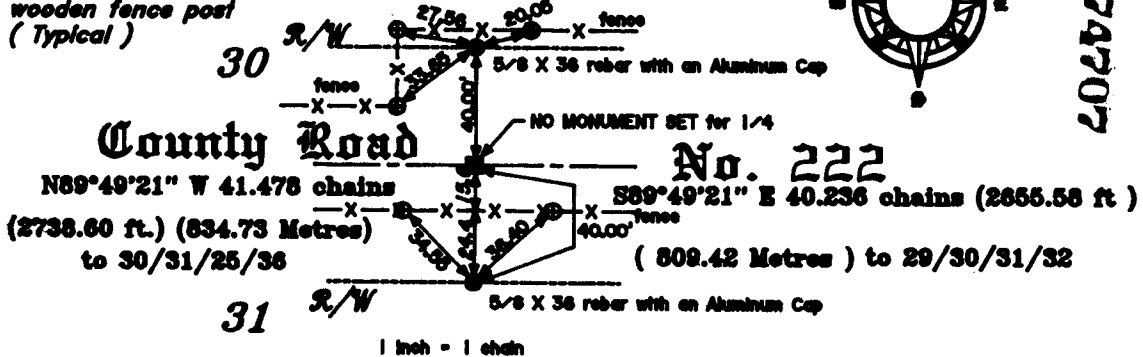 wooden fence post
( Typical )
27.56 20.05
fence
R/W
30
5/8 X 36 rebar with an Aluminum Cap
33.65
fence
40.00'
NO MONUMENT SET for 1/4
County Road No. 222
N89°49'21" W 41.478 chains
S89°49'21" E 40.236 chains (2655.58 ft )
fence
(2738.60 ft.) (834.73 Metres)
40.00'
38.40
( 809.42 Metres ) to 29/30/31/32
to 30/31/25/36
R/W
31
5/8 X 36 rebar with an Aluminum Cap
1 inch = 1 chain